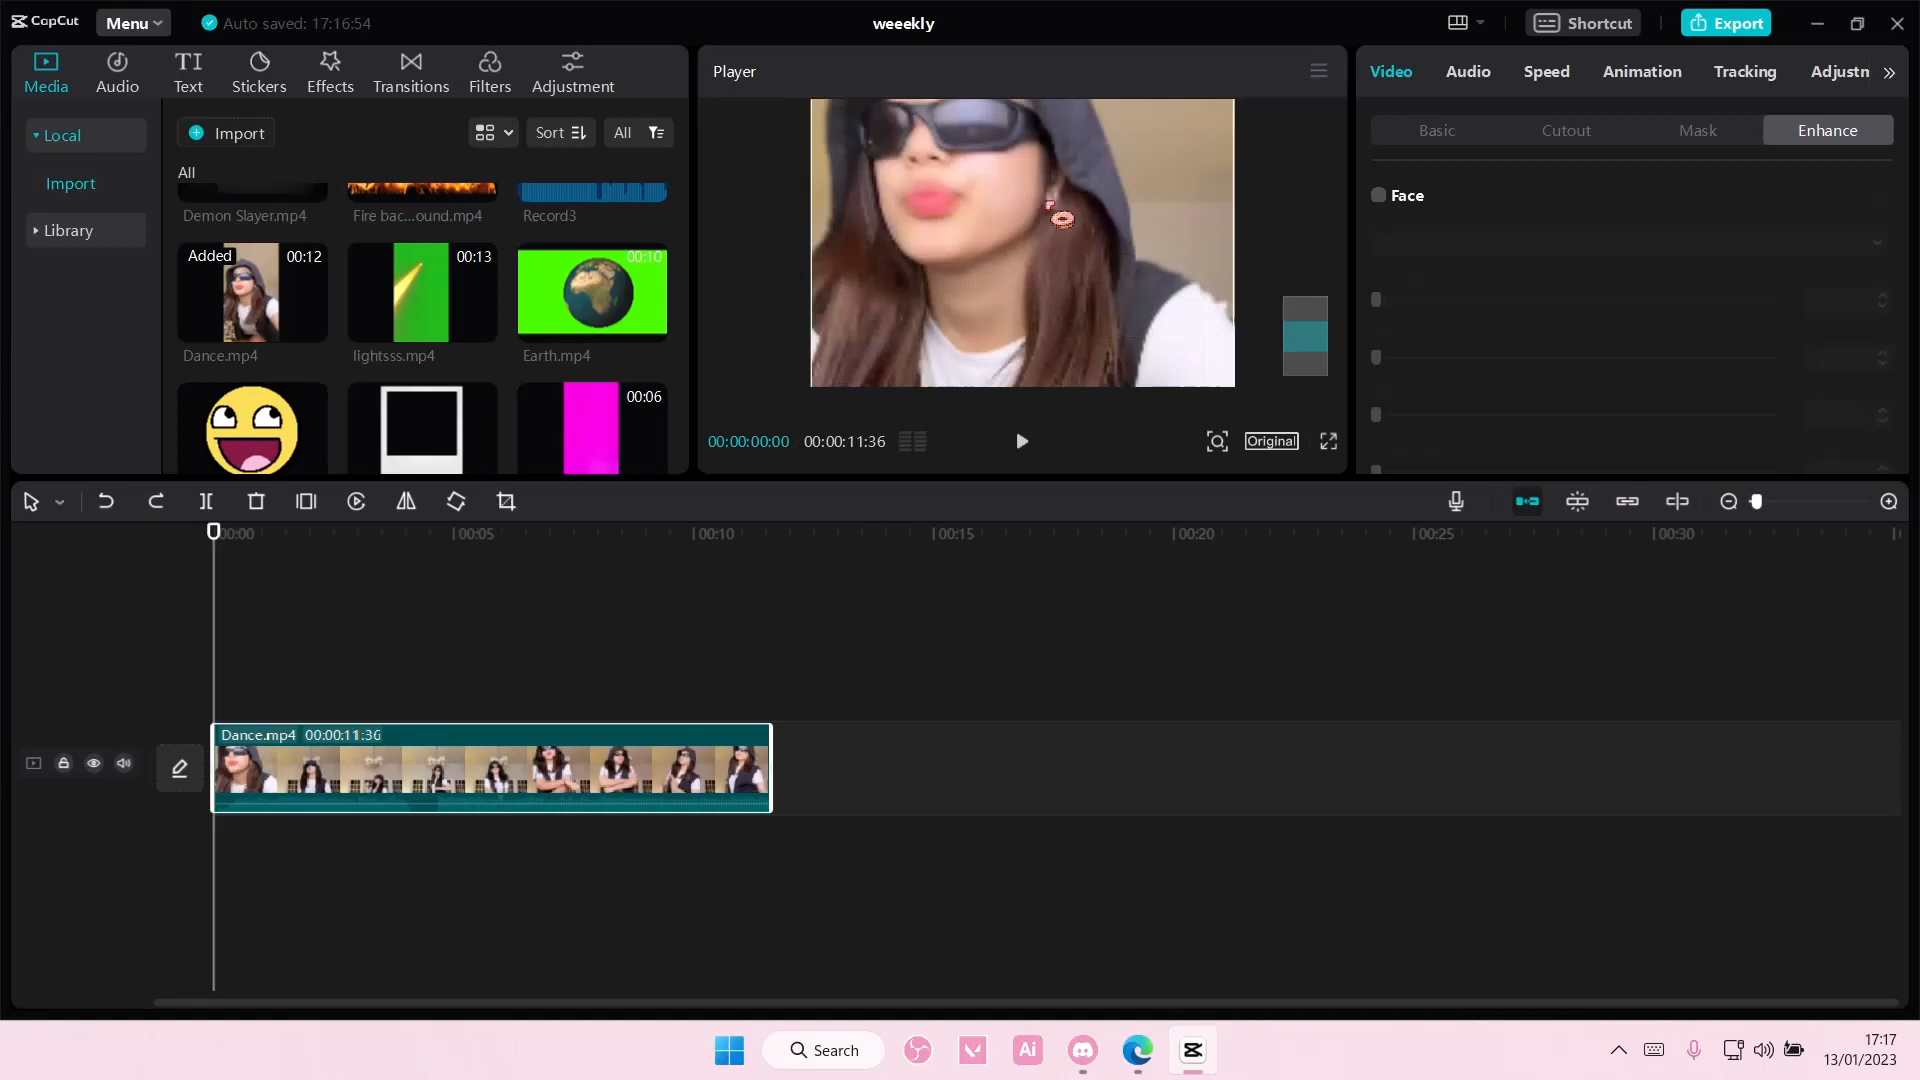 CapCut
Menu
Auto saved: 17:16:54
weeekly
Shortcut
Export
Media
Audio
Text
Stickers
Effects
Transitions
Filters
Adjustment
Local
Import
Library
Import
Sort
All
All
Demon Slayer.mp4
Fire bac...ound.mp4
Record3
Added
00:12
00:13
00:10
Dance.mp4
lightsss.mp4
Earth.mp4
00:06
Player
00:00:00:00
00:00:11:36
Original
Video
Audio
Speed
Animation
Tracking
Adjustn
Basic
Cutout
Mask
Enhance
Face
00:00
00:05
00:10
00:15
00:20
00:25
00:30
Dance.mp4 00:00:11:36
Search
Ai
17:17
13/01/2023